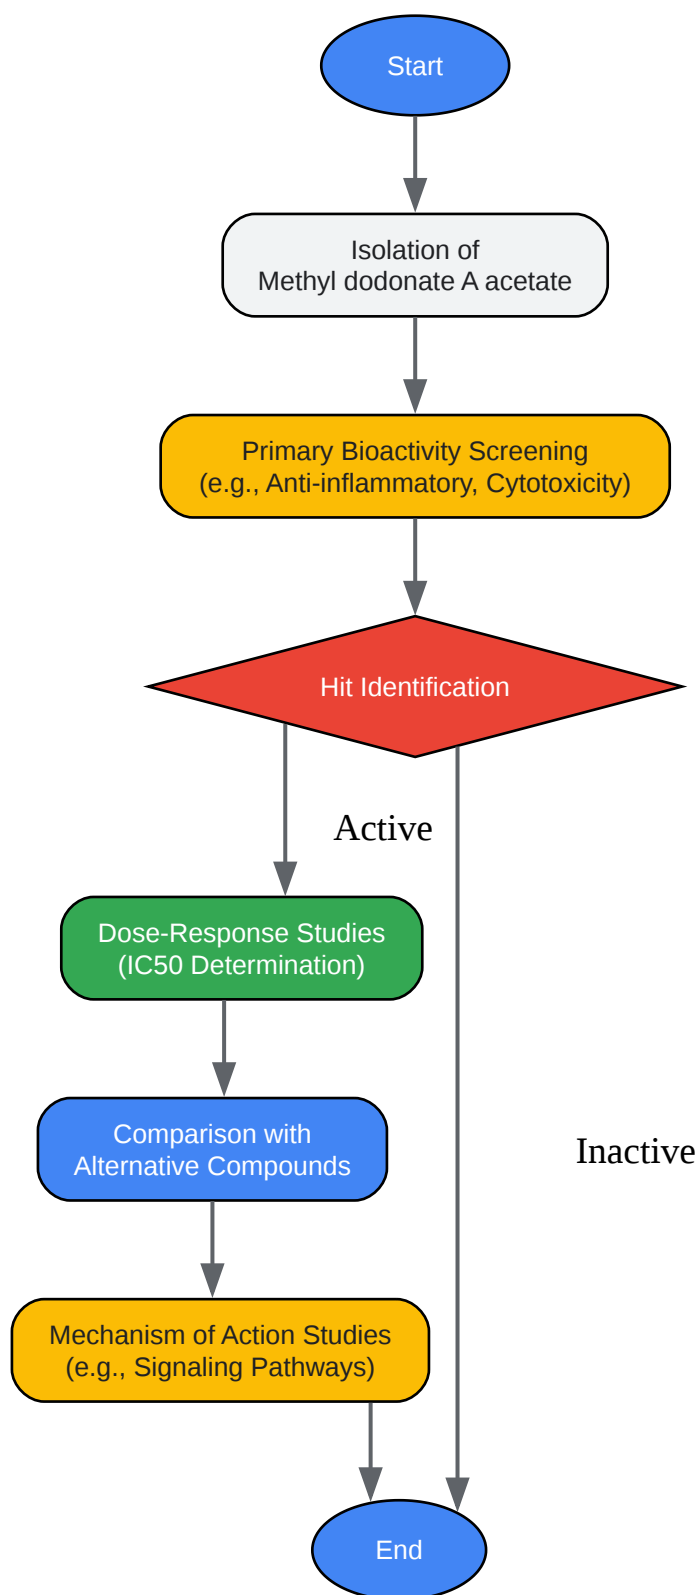 Start
Isolation of
Methyl dodonate A acetate
Primary Bioactivity Screening
(e.g., Anti-inflammatory, Cytotoxicity)
Hit Identification
Active
Dose-Response Studies
(IC50 Determination)
Comparison with
Alternative Compounds
Inactive
Mechanism of Action Studies
(e.g., Signaling Pathways)
End